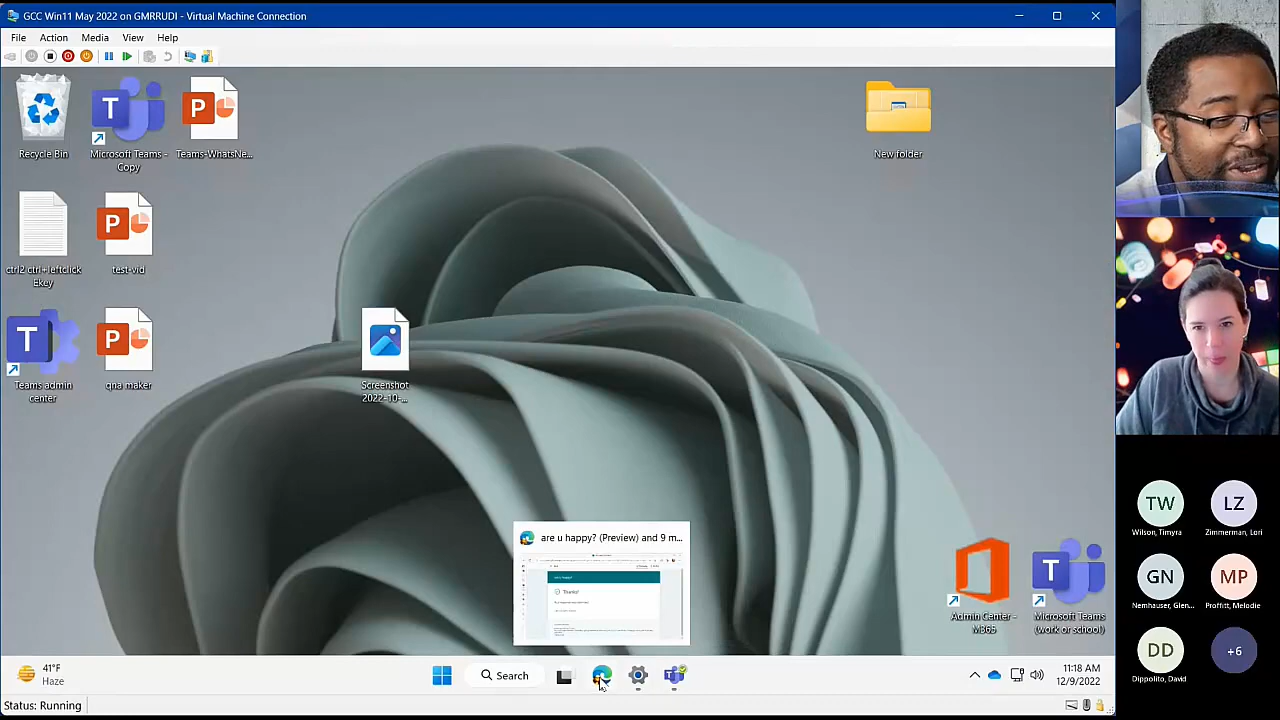 GCC Win11 May 2022 on GMRRUDI - Virtual Machine Connection
File Action Media View Help
Recycle Bin
Microsoft Teams -
Copy
Teams-WhatsNe...
New folder
ctrl2 ctrl+leftclick
Ekey
test-vid
Teams admin
center
qna maker
Screenshot
2022-10-...
are u happy? (Preview) and 9 m...
Thanks!
Admin Center -
M365
Microsoft Teams
(work or school)
41°F
Haze
Search
11:18 AM
12/9/2022
Status: Running
TW
Wilson, Timyra
LZ
Zimmerman, Lori
GN
Nemhauser, Glen...
MP
Proffitt, Melodie
DD
Dippolito, David
+6